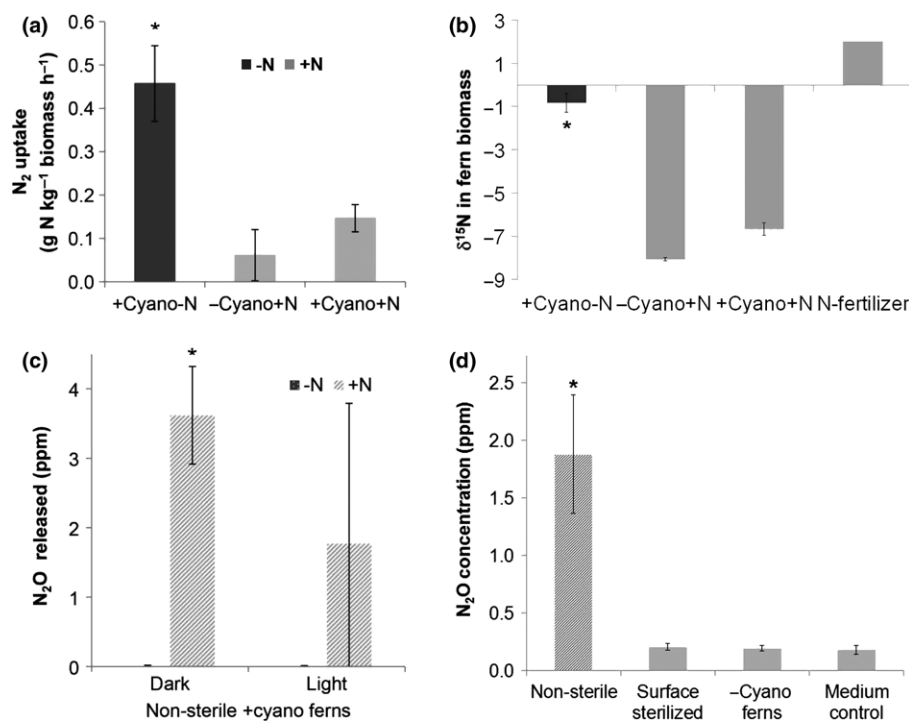 (a)
N₂ uptake
(g N kg⁻¹ biomass h⁻¹)
0.6
0.5
0.4
0.3
0.2
0.1
0.0
*
-N
+N
+Cyano-N
–Cyano+N
+Cyano+N
(b)
δ¹⁵N in fern biomass
3
1
–1
–3
–5
–7
–9
*
+Cyano-N
–Cyano+N
+Cyano+N
N-fertilizer
(c)
N₂O released (ppm)
4
3
2
1
0
*
-N
+N
Dark
Light
Non-sterile +cyano ferns
(d)
N₂O concentration (ppm)
2.5
2.0
1.5
1.0
0.5
0.0
*
Non-sterile
Surface
sterilized
–Cyano
ferns
Medium
control